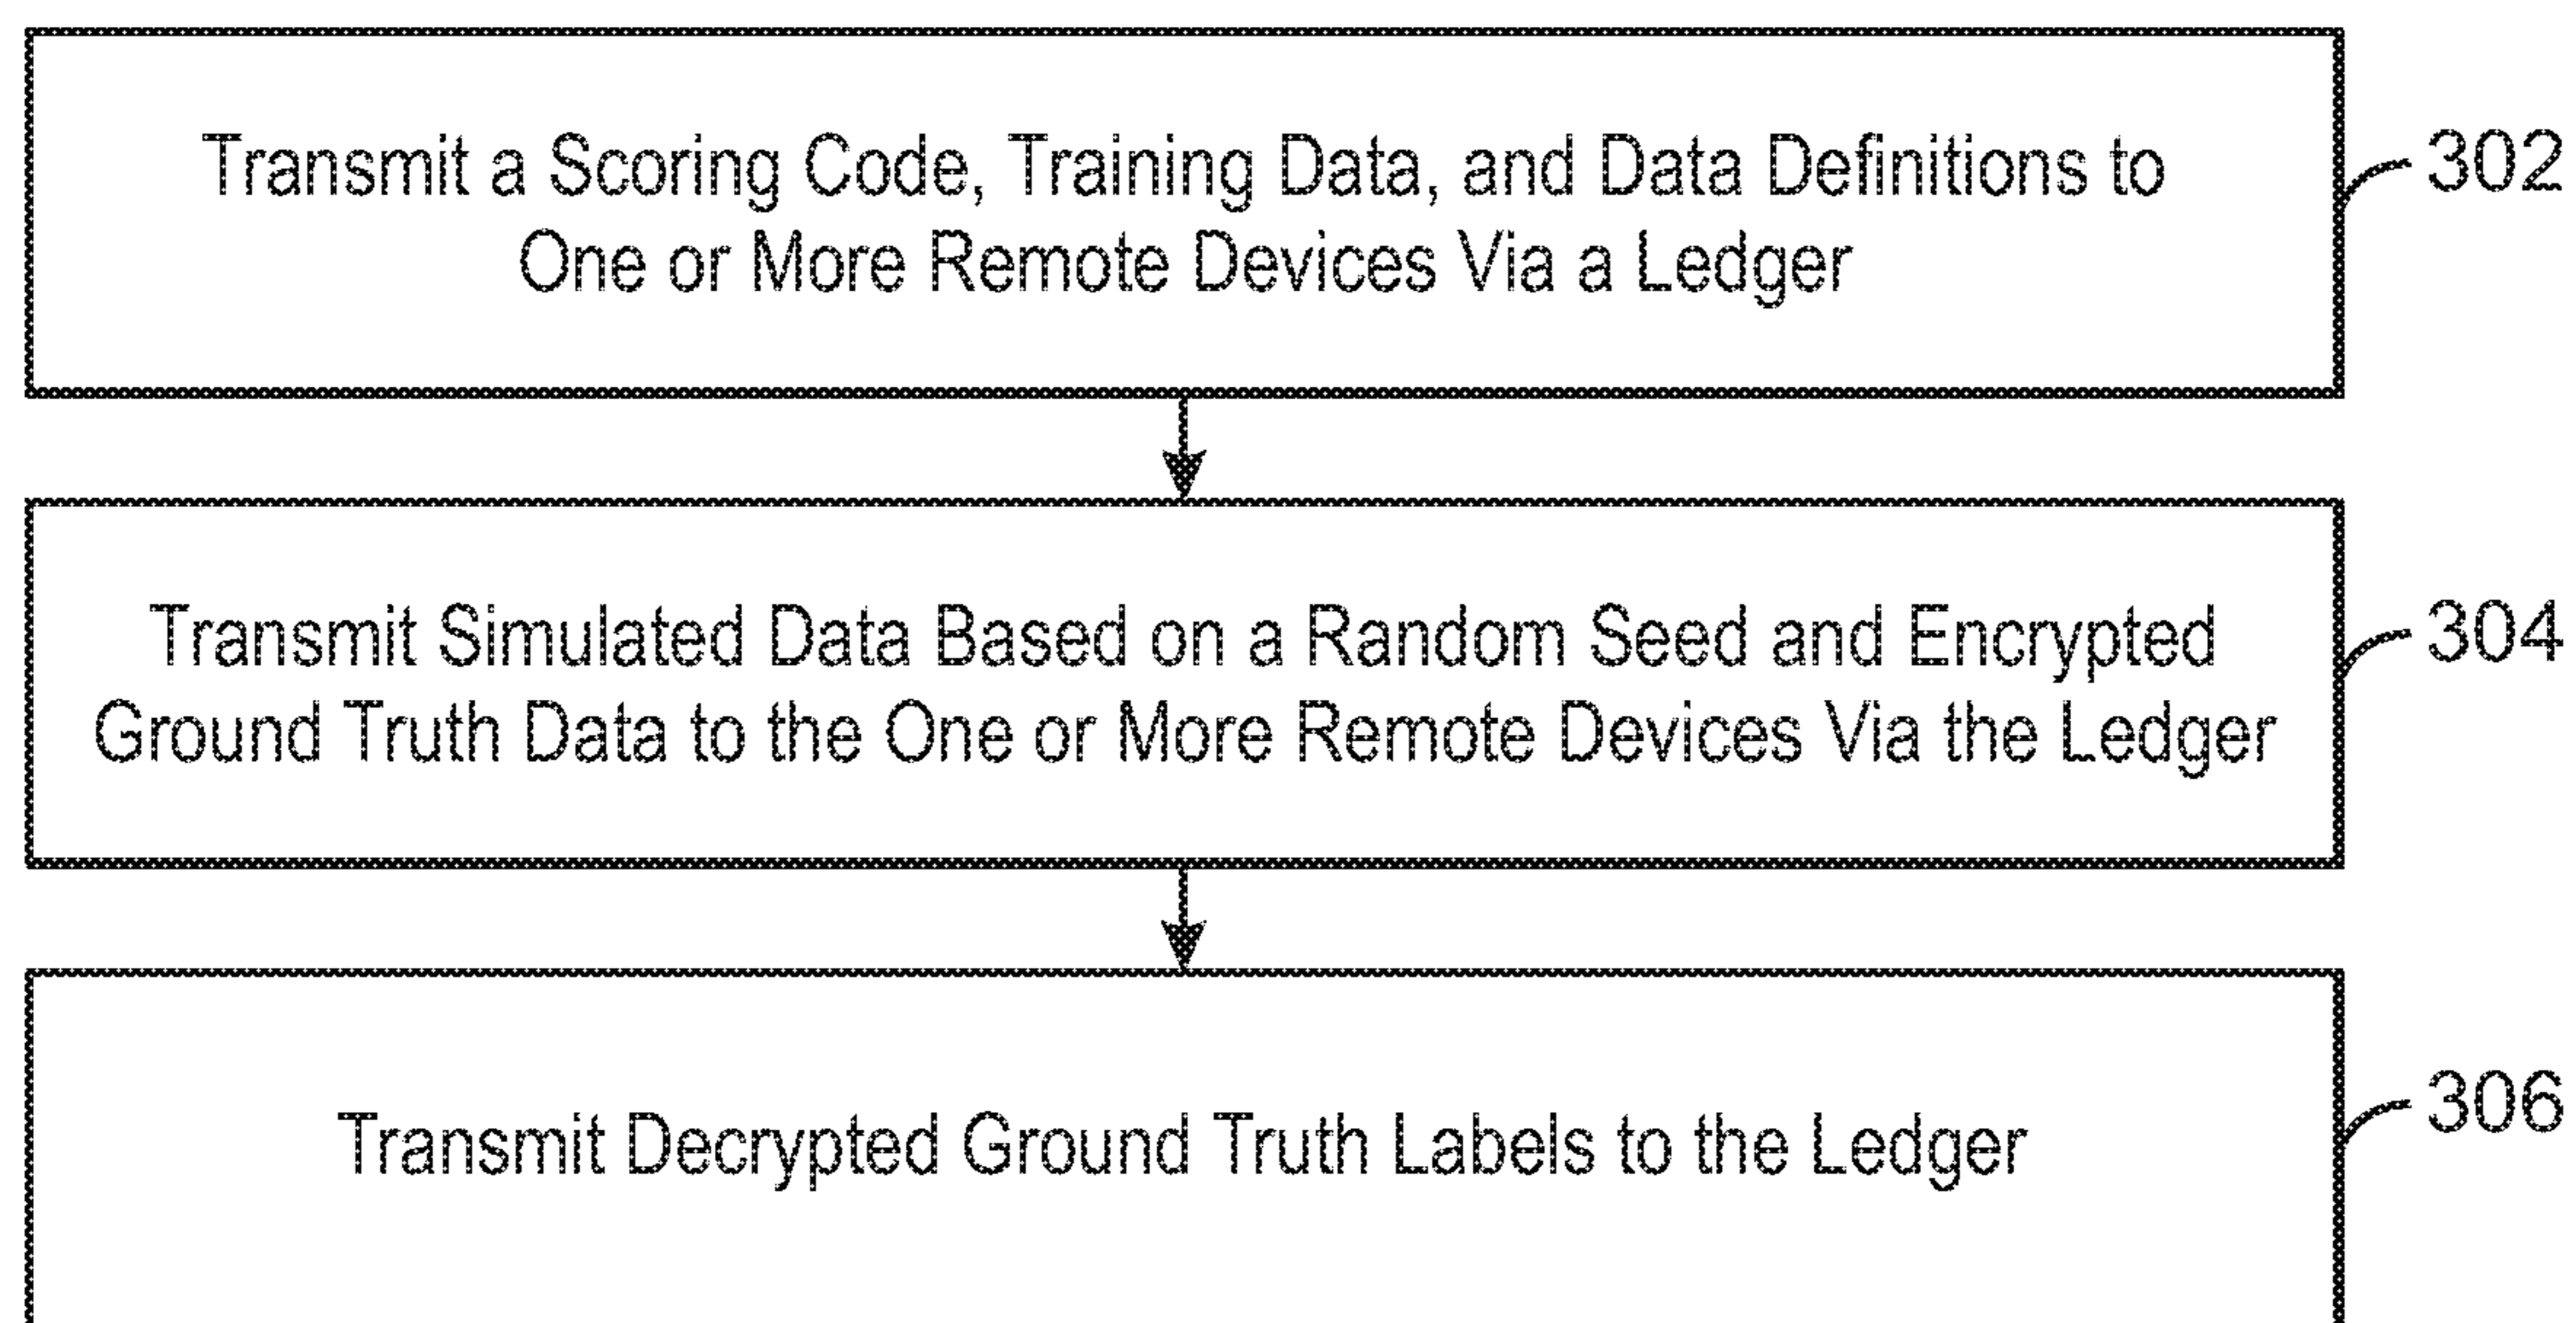 Transmit a Scoring Code, Training Data, and Data Definitions to
One or More Remote Devices Via a Ledger
302
Transmit Simulated Data Based on a Random Seed and Encrypted
Ground Truth Data to the One or More Remote Devices Via the Ledger
304
Transmit Decrypted Ground Truth Labels to the Ledger
306